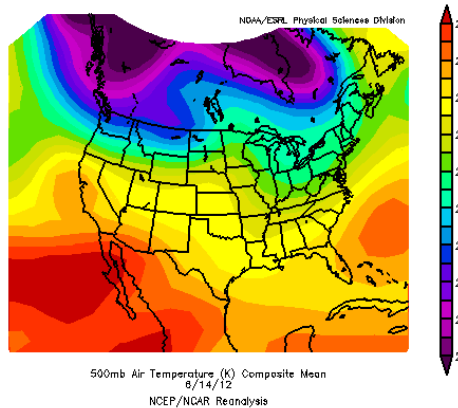 NOAA/ESRL Physical Sciences Division
500mb Air Temperature (K) Composite Mean
6/14/12
NCEP/NCAR Reanalysis